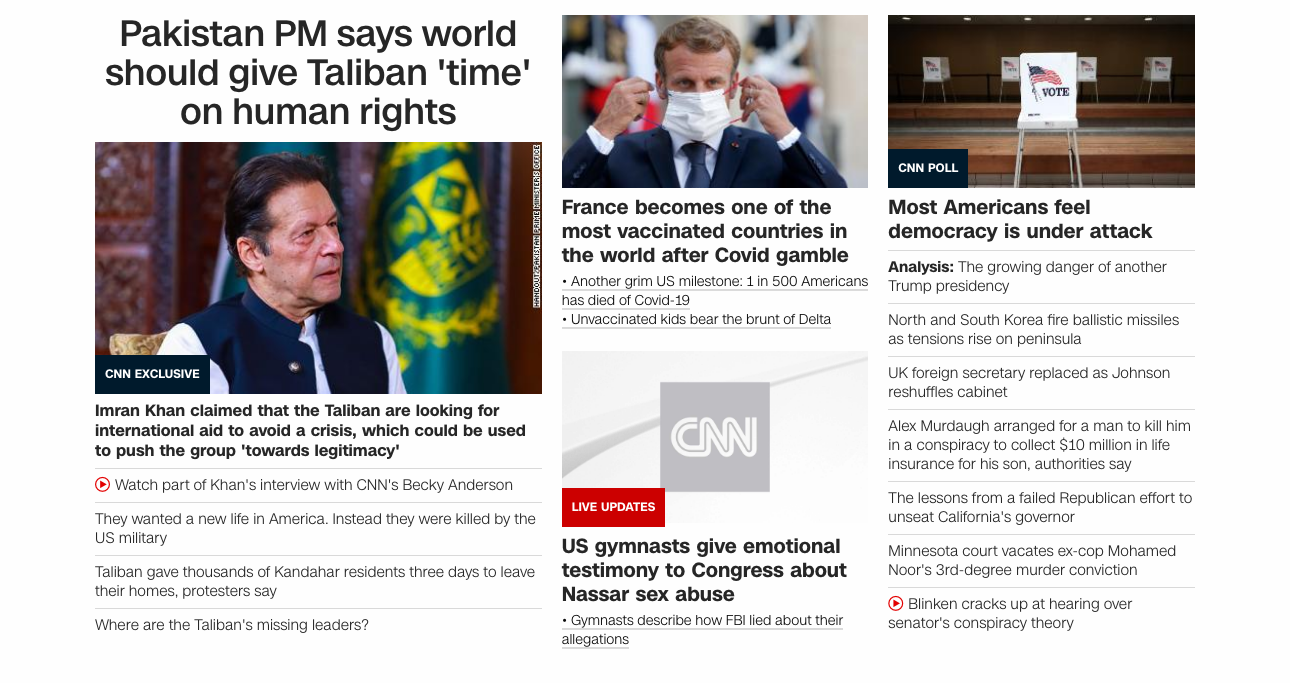 Pakistan PM says world
should give Taliban 'time'
on human rights
HANDOUT/PAKISTAN PRIME MINISTER'S OFFICE
CNN EXCLUSIVE
Imran Khan claimed that the Taliban are looking for
international aid to avoid a crisis, which could be used
to push the group 'towards legitimacy'
Watch part of Khan's interview with CNN's Becky Anderson
They wanted a new life in America. Instead they were killed by the
US military
Taliban gave thousands of Kandahar residents three days to leave
their homes, protesters say
Where are the Taliban's missing leaders?
France becomes one of the
most vaccinated countries in
the world after Covid gamble
• Another grim US milestone: 1 in 500 Americans
has died of Covid-19
• Unvaccinated kids bear the brunt of Delta
CNN
LIVE UPDATES
US gymnasts give emotional
testimony to Congress about
Nassar sex abuse
• Gymnasts describe how FBI lied about their
allegations
VOTE
VOTE
VOTE
VOTE
VOTE
CNN POLL
Most Americans feel
democracy is under attack
Analysis: The growing danger of another
Trump presidency
North and South Korea fire ballistic missiles
as tensions rise on peninsula
UK foreign secretary replaced as Johnson
reshuffles cabinet
Alex Murdaugh arranged for a man to kill him
in a conspiracy to collect $10 million in life
insurance for his son, authorities say
The lessons from a failed Republican effort to
unseat California's governor
Minnesota court vacates ex-cop Mohamed
Noor's 3rd-degree murder conviction
Blinken cracks up at hearing over
senator's conspiracy theory